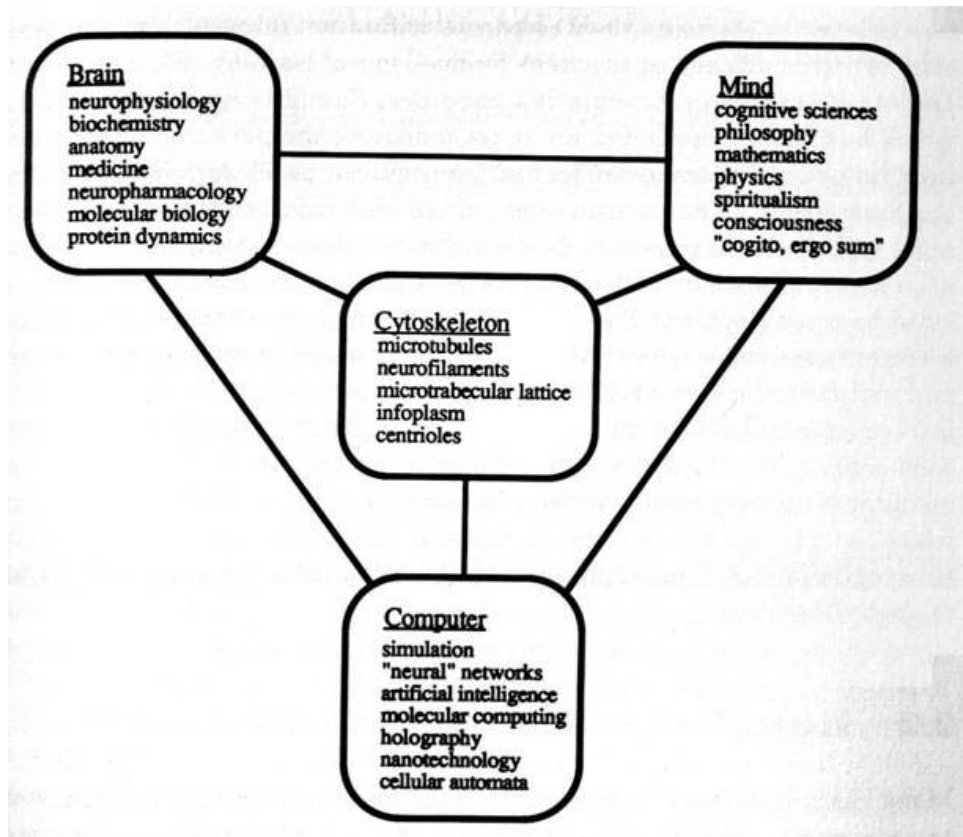 Brain
neurophysiology
biochemistry
anatomy
medicine
neuropharmacology
molecular biology
protein dynamics
Mind
cognitive sciences
philosophy
mathematics
physics
spiritualism
consciousness
"cogito, ergo sum"
Cytoskeleton
microtubules
neurofilaments
microtrabecular lattice
infoplasm
centrioles
Computer
simulation
"neural" networks
artificial intelligence
molecular computing
holography
nanotechnology
cellular automata